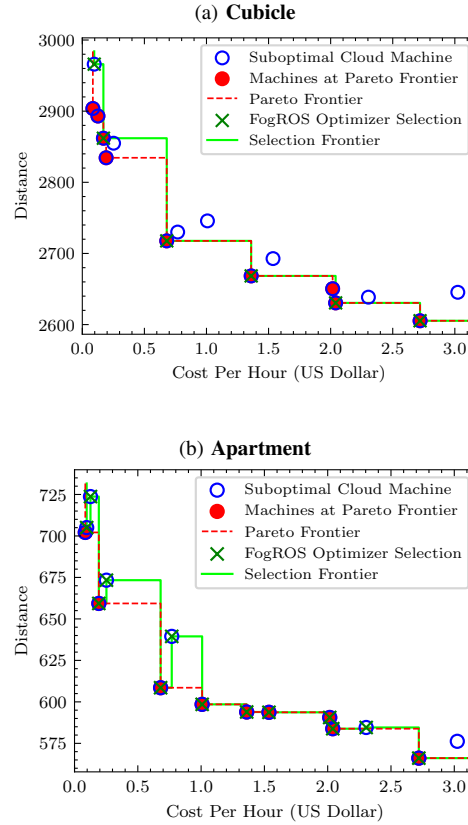 (a) Cubicle
3000
2900
2800
2700
2600
Distance
Suboptimal Cloud Machine
Machines at Pareto Frontier
Pareto Frontier
FogROS Optimizer Selection
Selection Frontier
0.0 0.5 1.0 1.5 2.0 2.5 3.0
Cost Per Hour (US Dollar)
(b) Apartment
725
700
675
650
625
600
575
Distance
Suboptimal Cloud Machine
Machines at Pareto Frontier
Pareto Frontier
FogROS Optimizer Selection
Selection Frontier
0.0 0.5 1.0 1.5 2.0 2.5 3.0
Cost Per Hour (US Dollar)